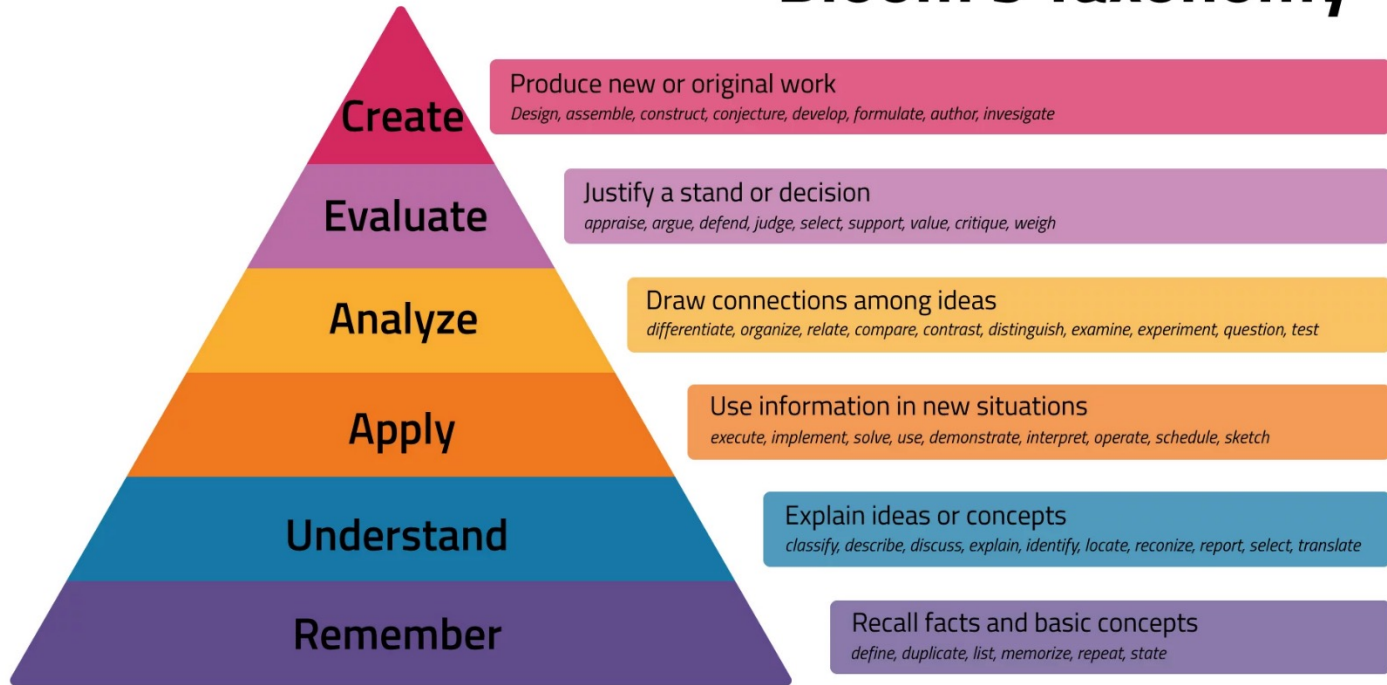 Bloom's Taxonomy
Create
Produce new or original work
Design, assemble, construct, conjecture, develop, formulate, author, invesigate
Evaluate
Justify a stand or decision
appraise, argue, defend, judge, select, support, value, critique, weigh
Analyze
Draw connections among ideas
differentiate, organize, relate, compare, contrast, distinguish, examine, experiment, question, test
Apply
Use information in new situations
execute, implement, solve, use, demonstrate, interpret, operate, schedule, sketch
Understand
Explain ideas or concepts
classify, describe, discuss, explain, identify, locate, reconize, report, select, translate
Remember
Recall facts and basic concepts
define, duplicate, list, memorize, repeat, state